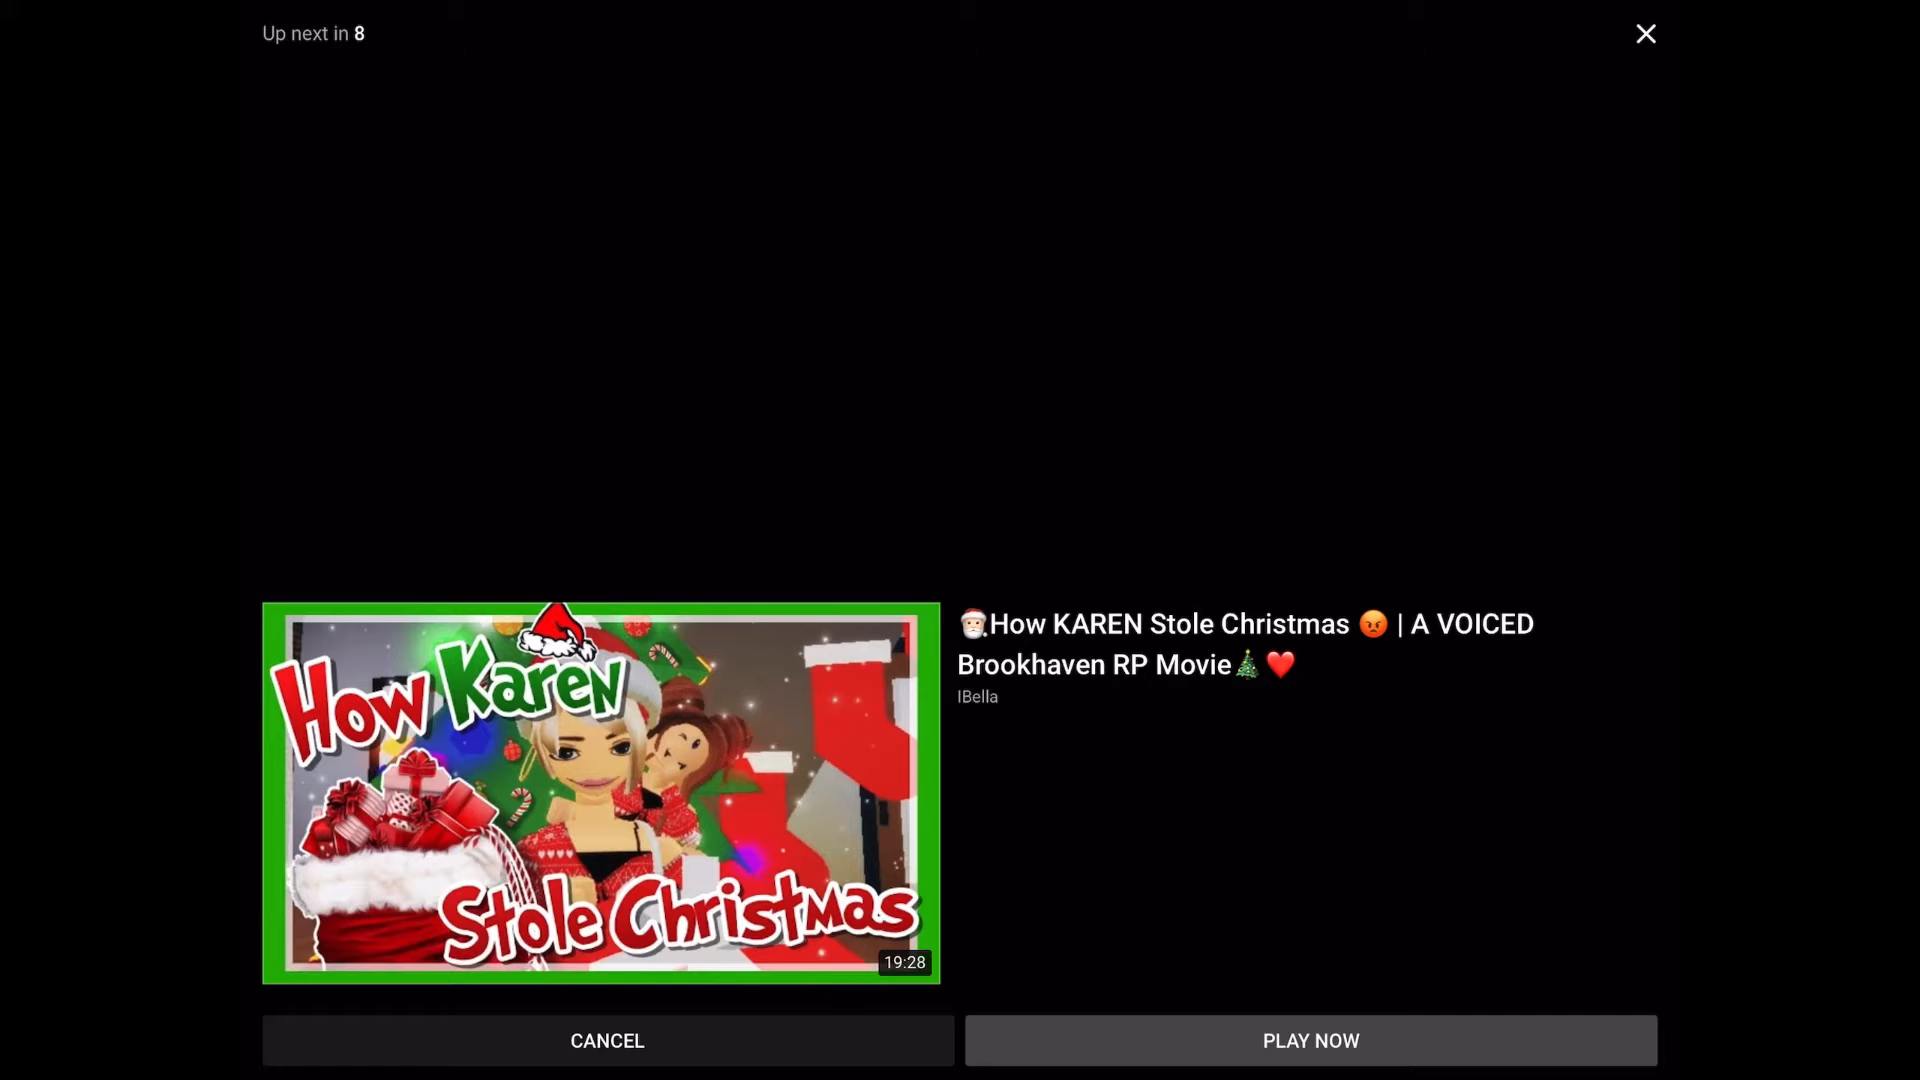 Up next in 8
How Karen
Stole Christmas
19:28
🎅🏻How KAREN Stole Christmas 😡 | A VOICED
Brookhaven RP Movie🎄❤️
IBella
CANCEL
PLAY NOW